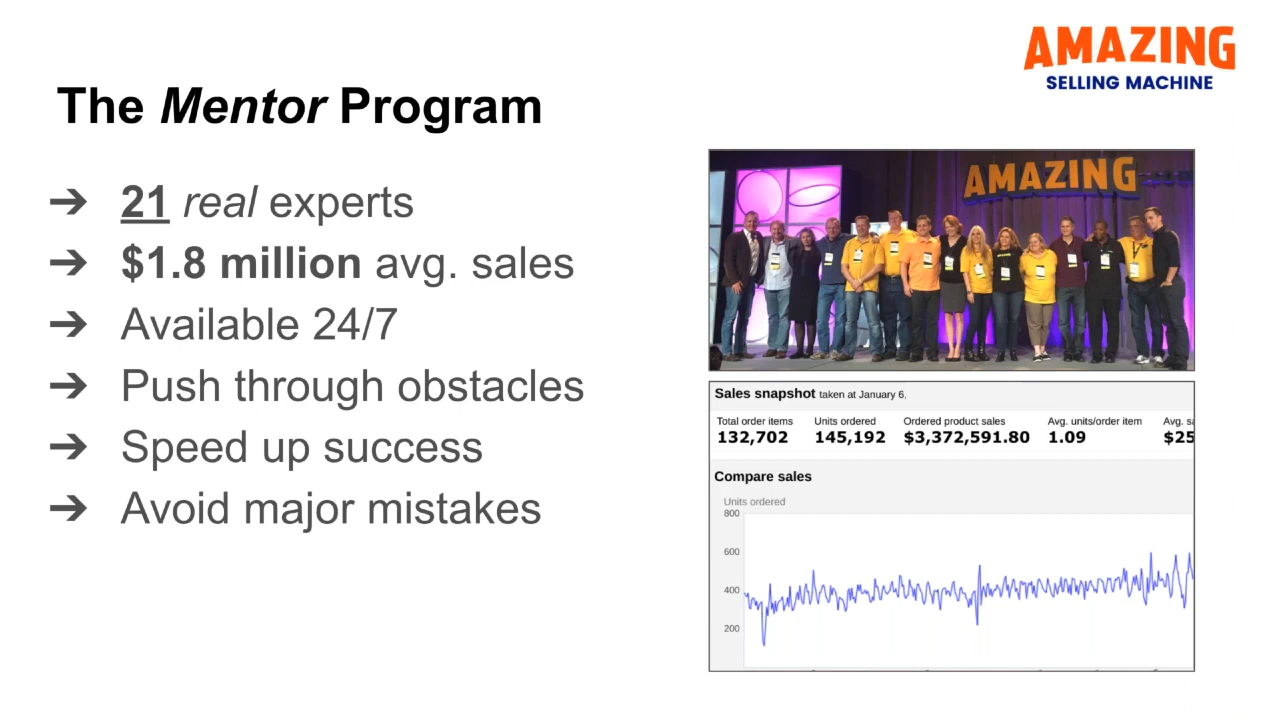 AMAZING
SELLING MACHINE
The Mentor Program
➔ 21 real experts
➔ $1.8 million avg. sales
➔ Available 24/7
➔ Push through obstacles
➔ Speed up success
➔ Avoid major mistakes
AMAZING
Sales snapshot taken at January 6,
Total order items Units ordered Ordered product sales Avg. units/order item Avg. sa
132,702 145,192 $3,372,591.80 1.09 $25
Compare sales
Units ordered
800
600
400
200